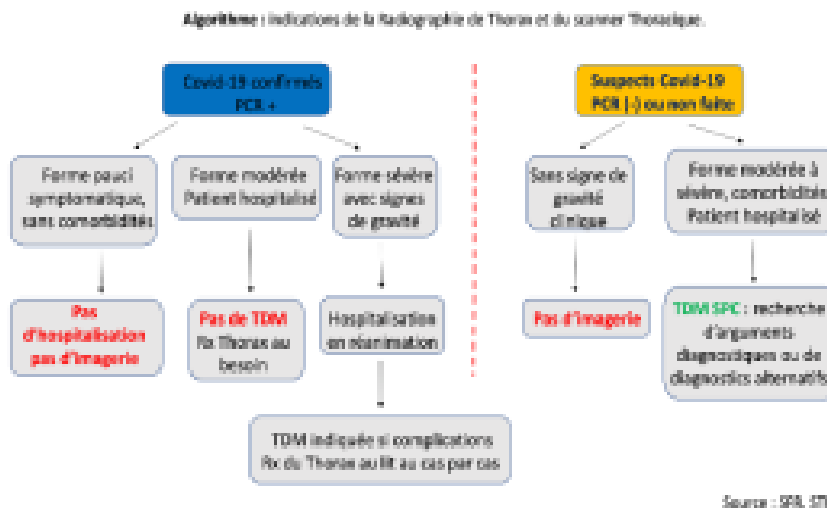 Algorithme : indications de la Radiographie de Thorax et du scanner Thoracique.
Covid-19 confirmés
PCR +
Suspects Covid-19
PCR (-) ou non faite
Forme pauci
symptomatique,
sans comorbidités
Forme modérée
Patient hospitalisé
Forme sévère
avec signes
de gravité
Sans signe de
gravité
clinique
Forme modérée à
sévère, comorbidités
Patient hospitalisé
Pas
d'hospitalisation
pas d'imagerie
Pas de TDM
Rx Thorax au
besoin
Hospitalisation
en réanimation
Pas d'imagerie
TDM SPC : recherche
d'arguments
diagnostiques ou de
diagnostics alternatifs
TDM indiquée si complications
Rx du Thorax au lit au cas par cas
Source : SFR,